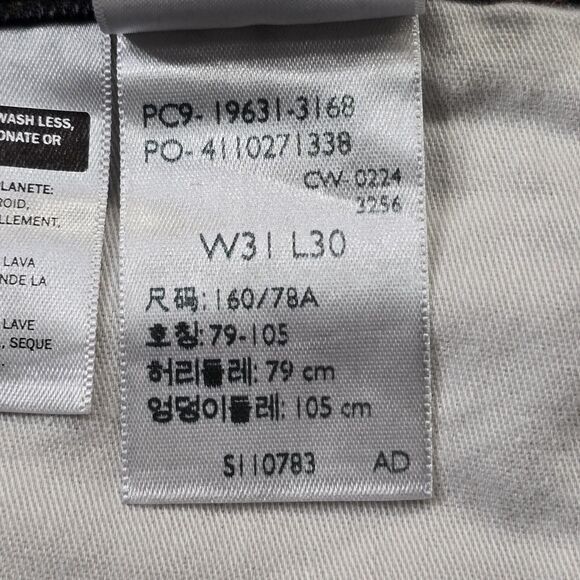 WASH LESS,
ONATE OR
LANETE:
ROID,
LLEMENT,
LAVA
NDE LA
LAVE
, SEQUE
PC9-19631-3168
PO-4110271338
CW-0224
3256
W31 L30
尺码:160/78A
호칭:79-105
허리둘레:79 cm
엉덩이둘레:105 cm
S110783 AD